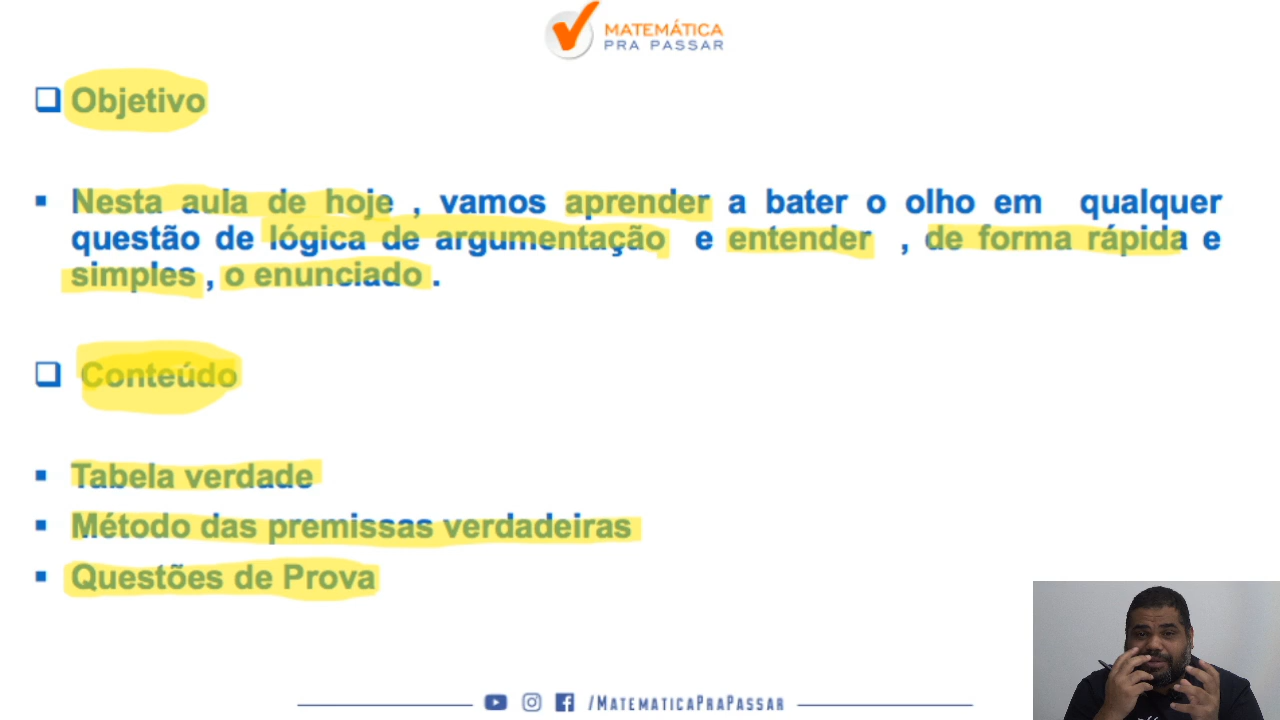 MATEMÁTICA
PRA PASSAR
Objetivo
Nesta aula de hoje , vamos aprender a bater o olho em qualquer
questão de lógica de argumentação e entender , de forma rápida e
simples , o enunciado .
Conteúdo
Tabela verdade
Método das premissas verdadeiras
Questões de Prova
/MATEMATICAPRAPASSAR